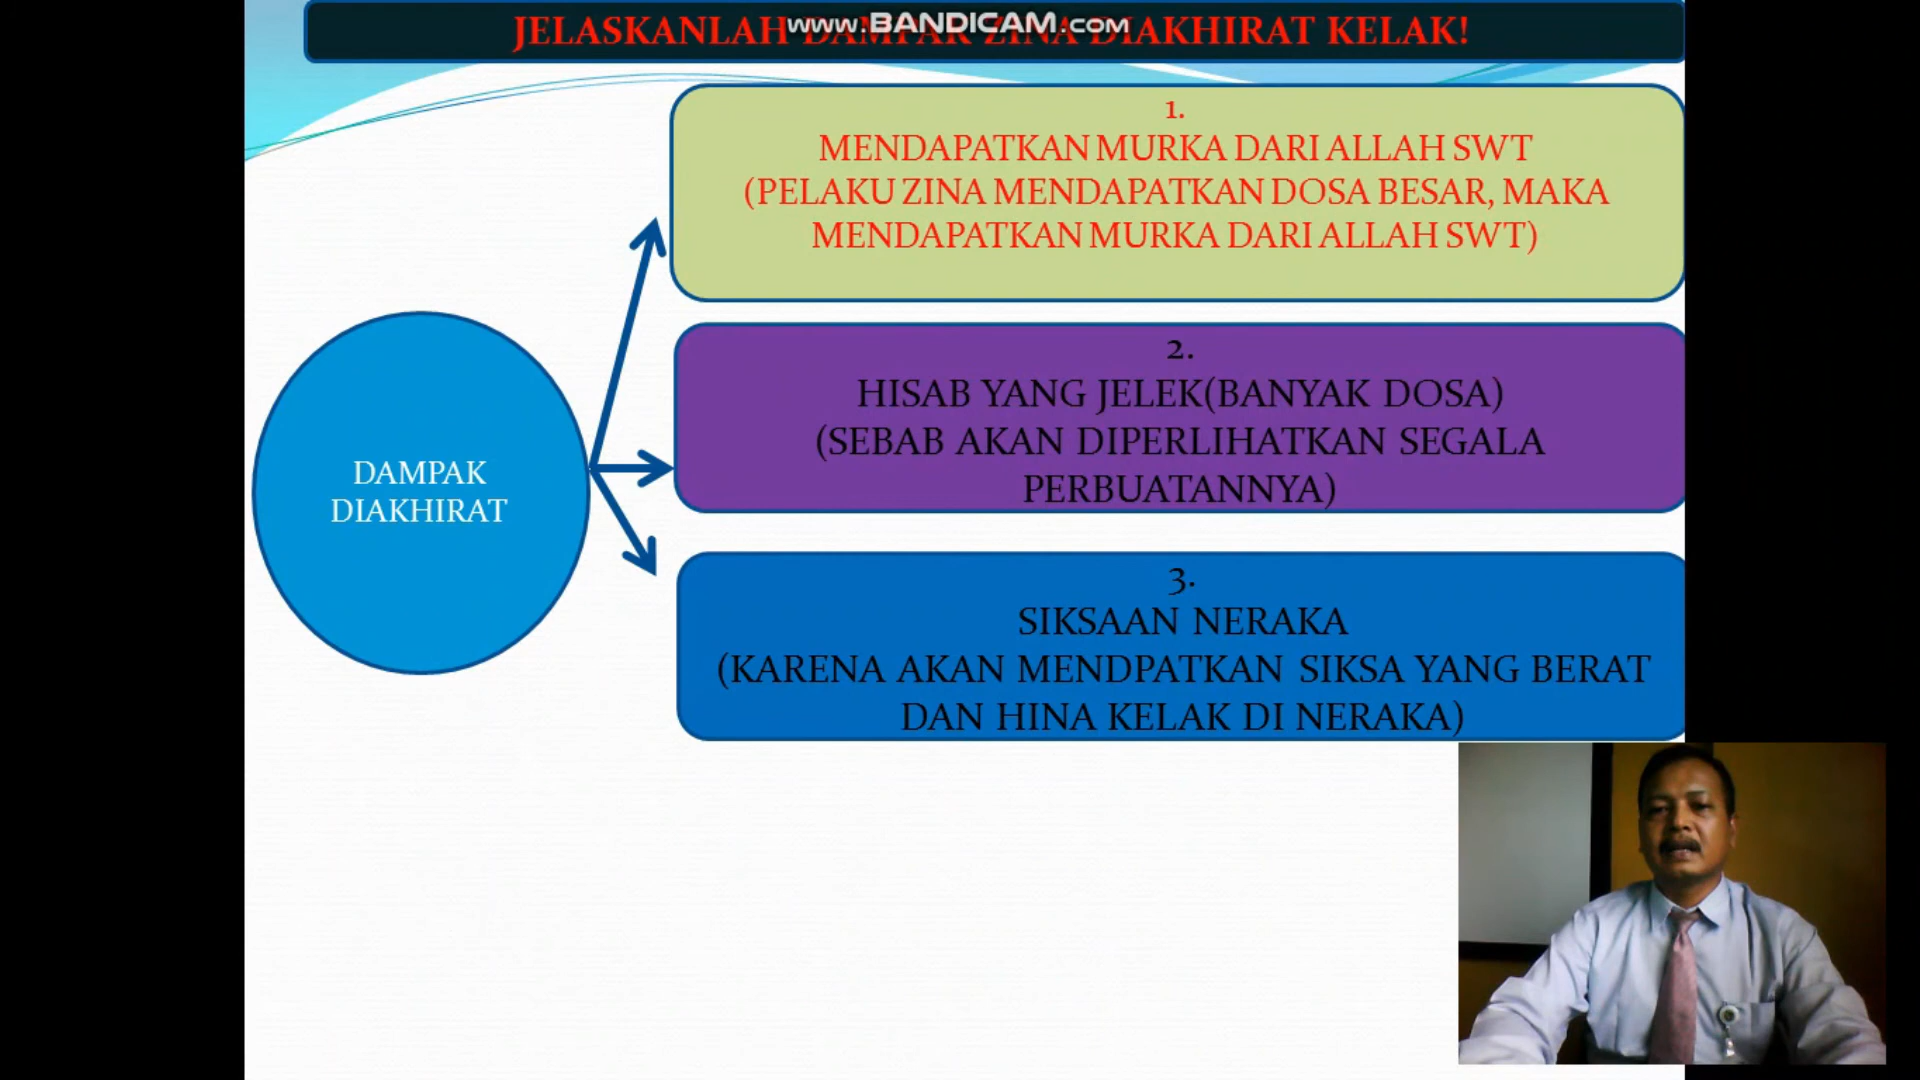 JELASKANLAH DAMPAK ZINA DIAKHIRAT KELAK!
www.BANDICAM.COM
1.
MENDAPATKAN MURKA DARI ALLAH SWT
(PELAKU ZINA MENDAPATKAN DOSA BESAR, MAKA
MENDAPATKAN MURKA DARI ALLAH SWT)
2.
HISAB YANG JELEK(BANYAK DOSA)
(SEBAB AKAN DIPERLIHATKAN SEGALA
PERBUATANNYA)
DAMPAK
DIAKHIRAT
3.
SIKSAAN NERAKA
(KARENA AKAN MENDPATKAN SIKSA YANG BERAT
DAN HINA KELAK DI NERAKA)